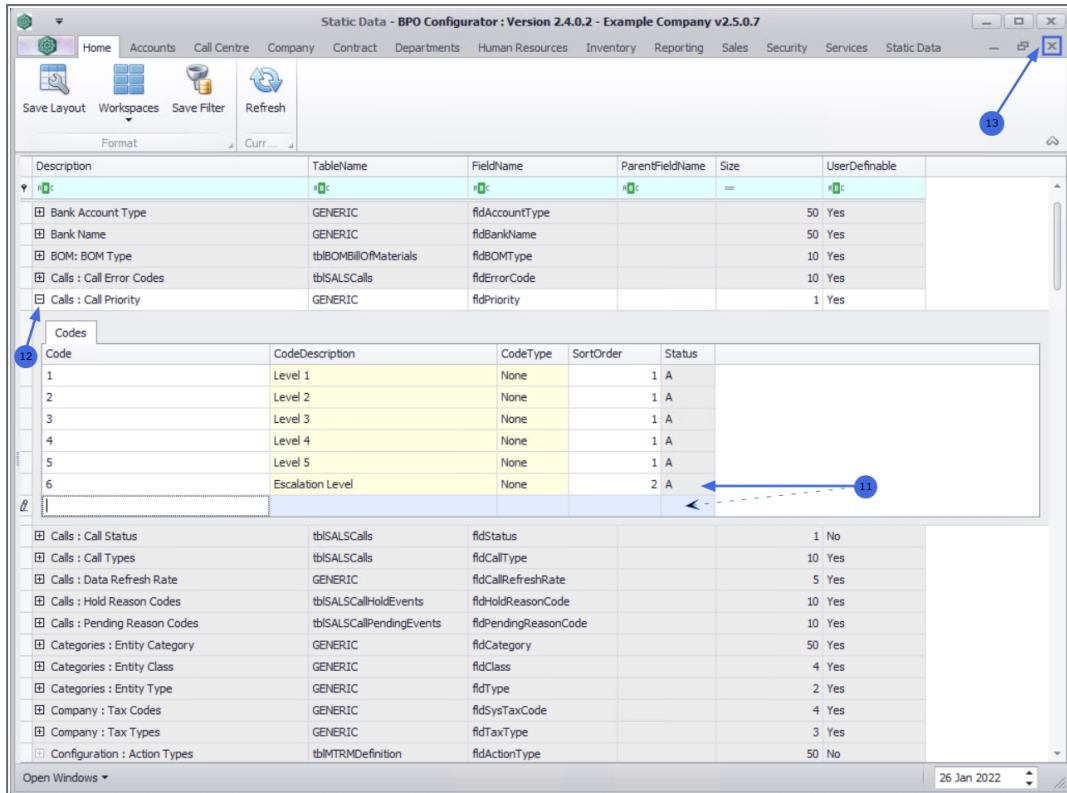 Static Data - BPO Configurator : Version 2.4.0.2 - Example Company v2.5.0.7
Home Accounts Call Centre Company Contract Departments Human Resources Inventory Reporting Sales Security Services Static Data
Save Layout Workspaces Save Filter Refresh
13
Format Curr...
Description TableName FieldName ParentFieldName Size UserDefinable
=
Bank Account Type GENERIC fldAccountType 50 Yes
Bank Name GENERIC fldBankName 50 Yes
BOM: BOM Type tblBOMBillOfMaterials fldBOMType 10 Yes
Calls : Call Error Codes tblSALSCalls fldErrorCode 10 Yes
Calls : Call Priority GENERIC fldPriority 1 Yes
Codes
12
Code CodeDescription CodeType SortOrder Status
1 Level 1 None 1 A
2 Level 2 None 1 A
3 Level 3 None 1 A
4 Level 4 None 1 A
5 Level 5 None 1 A
6 Escalation Level None 2 A
11
Calls : Call Status tblSALSCalls fldStatus 1 No
Calls : Call Types tblSALSCalls fldCallType 10 Yes
Calls : Data Refresh Rate GENERIC fldCallRefreshRate 5 Yes
Calls : Hold Reason Codes tblSALSCallHoldEvents fldHoldReasonCode 10 Yes
Calls : Pending Reason Codes tblSALSCallPendingEvents fldPendingReasonCode 10 Yes
Categories : Entity Category GENERIC fldCategory 50 Yes
Categories : Entity Class GENERIC fldClass 4 Yes
Categories : Entity Type GENERIC fldType 2 Yes
Company : Tax Codes GENERIC fldSysTaxCode 4 Yes
Company : Tax Types GENERIC fldTaxType 3 Yes
Configuration : Action Types tblMTRMDefinition fldActionType 50 No
Open Windows 26 Jan 2022